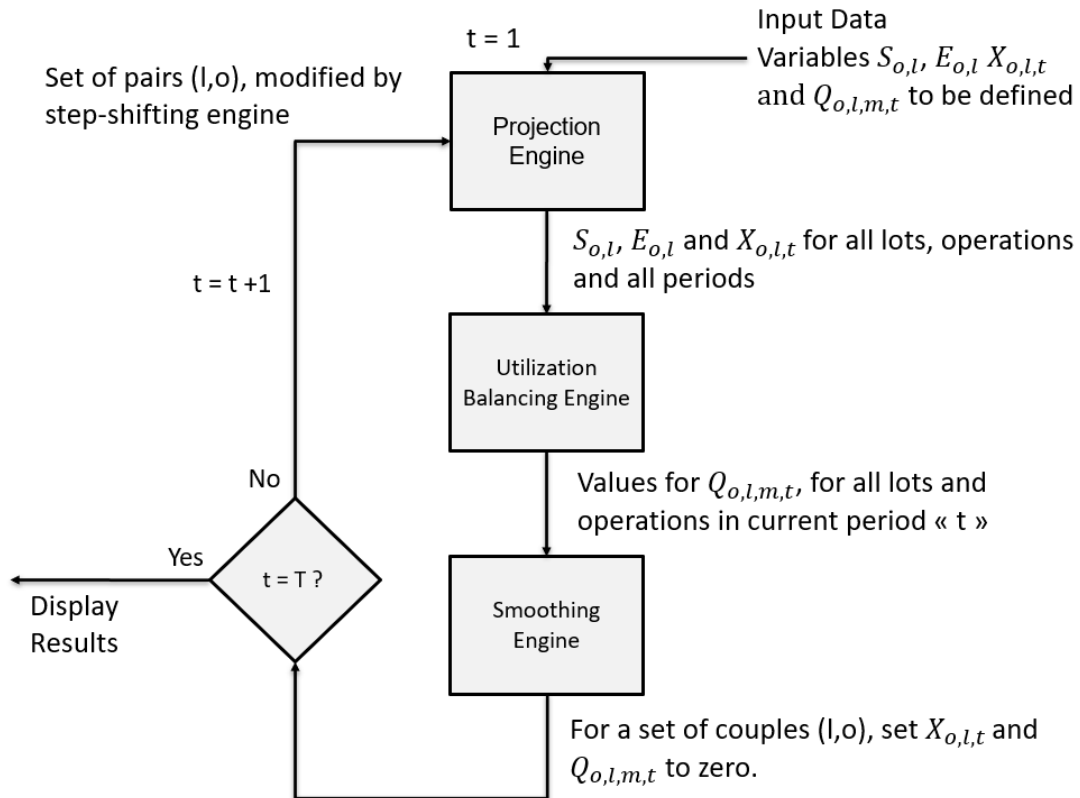 Input Data
t = 1
Variables S_{o,l}, E_{o,l} X_{o,l,t}
and Q_{o,l,m,t} to be defined
Set of pairs (l,o), modified by
step-shifting engine
Projection
Engine
S_{o,l}, E_{o,l} and X_{o,l,t} for all lots, operations
and all periods
t = t +1
Utilization
Balancing Engine
No
Values for Q_{o,l,m,t}, for all lots and
operations in current period « t »
Yes
t = T ?
Display
Results
Smoothing
Engine
For a set of couples (l,o), set X_{o,l,t} and
Q_{o,l,m,t} to zero.